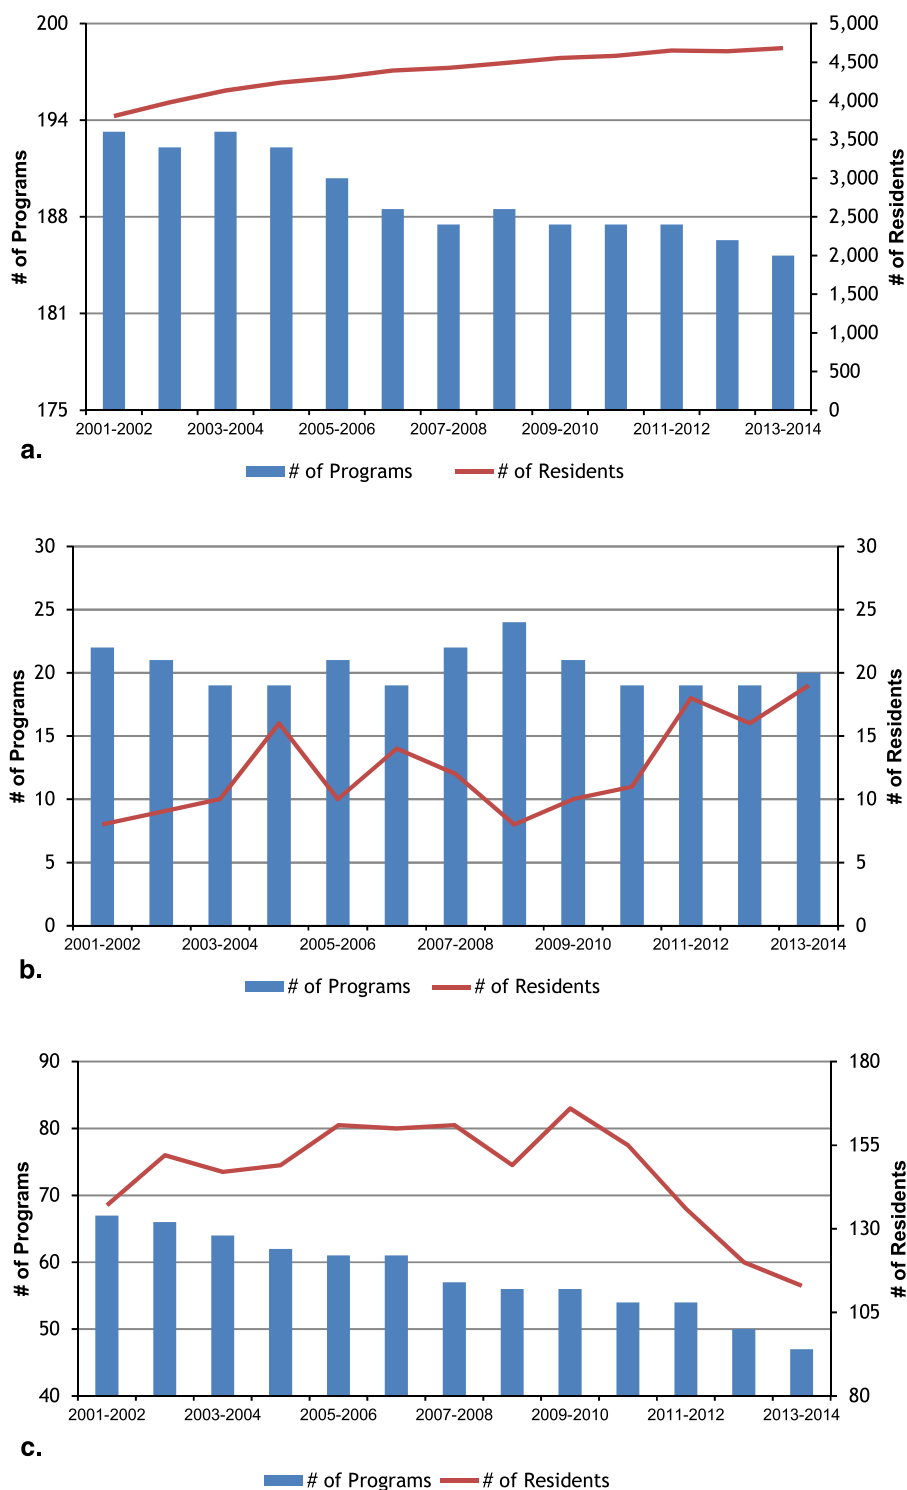 200
194
188
181
175
# of Programs
5,000
4,500
4,000
3,500
3,000
2,500
2,000
1,500
1,000
500
0
# of Residents
2001-2002 2003-2004 2005-2006 2007-2008 2009-2010 2011-2012 2013-2014
a.
# of Programs # of Residents
30
25
20
15
10
5
0
# of Programs
30
25
20
15
10
5
0
# of Residents
2001-2002 2003-2004 2005-2006 2007-2008 2009-2010 2011-2012 2013-2014
b.
# of Programs # of Residents
90
80
70
60
50
40
# of Programs
180
155
130
105
80
# of Residents
2001-2002 2003-2004 2005-2006 2007-2008 2009-2010 2011-2012 2013-2014
c.
# of Programs # of Residents